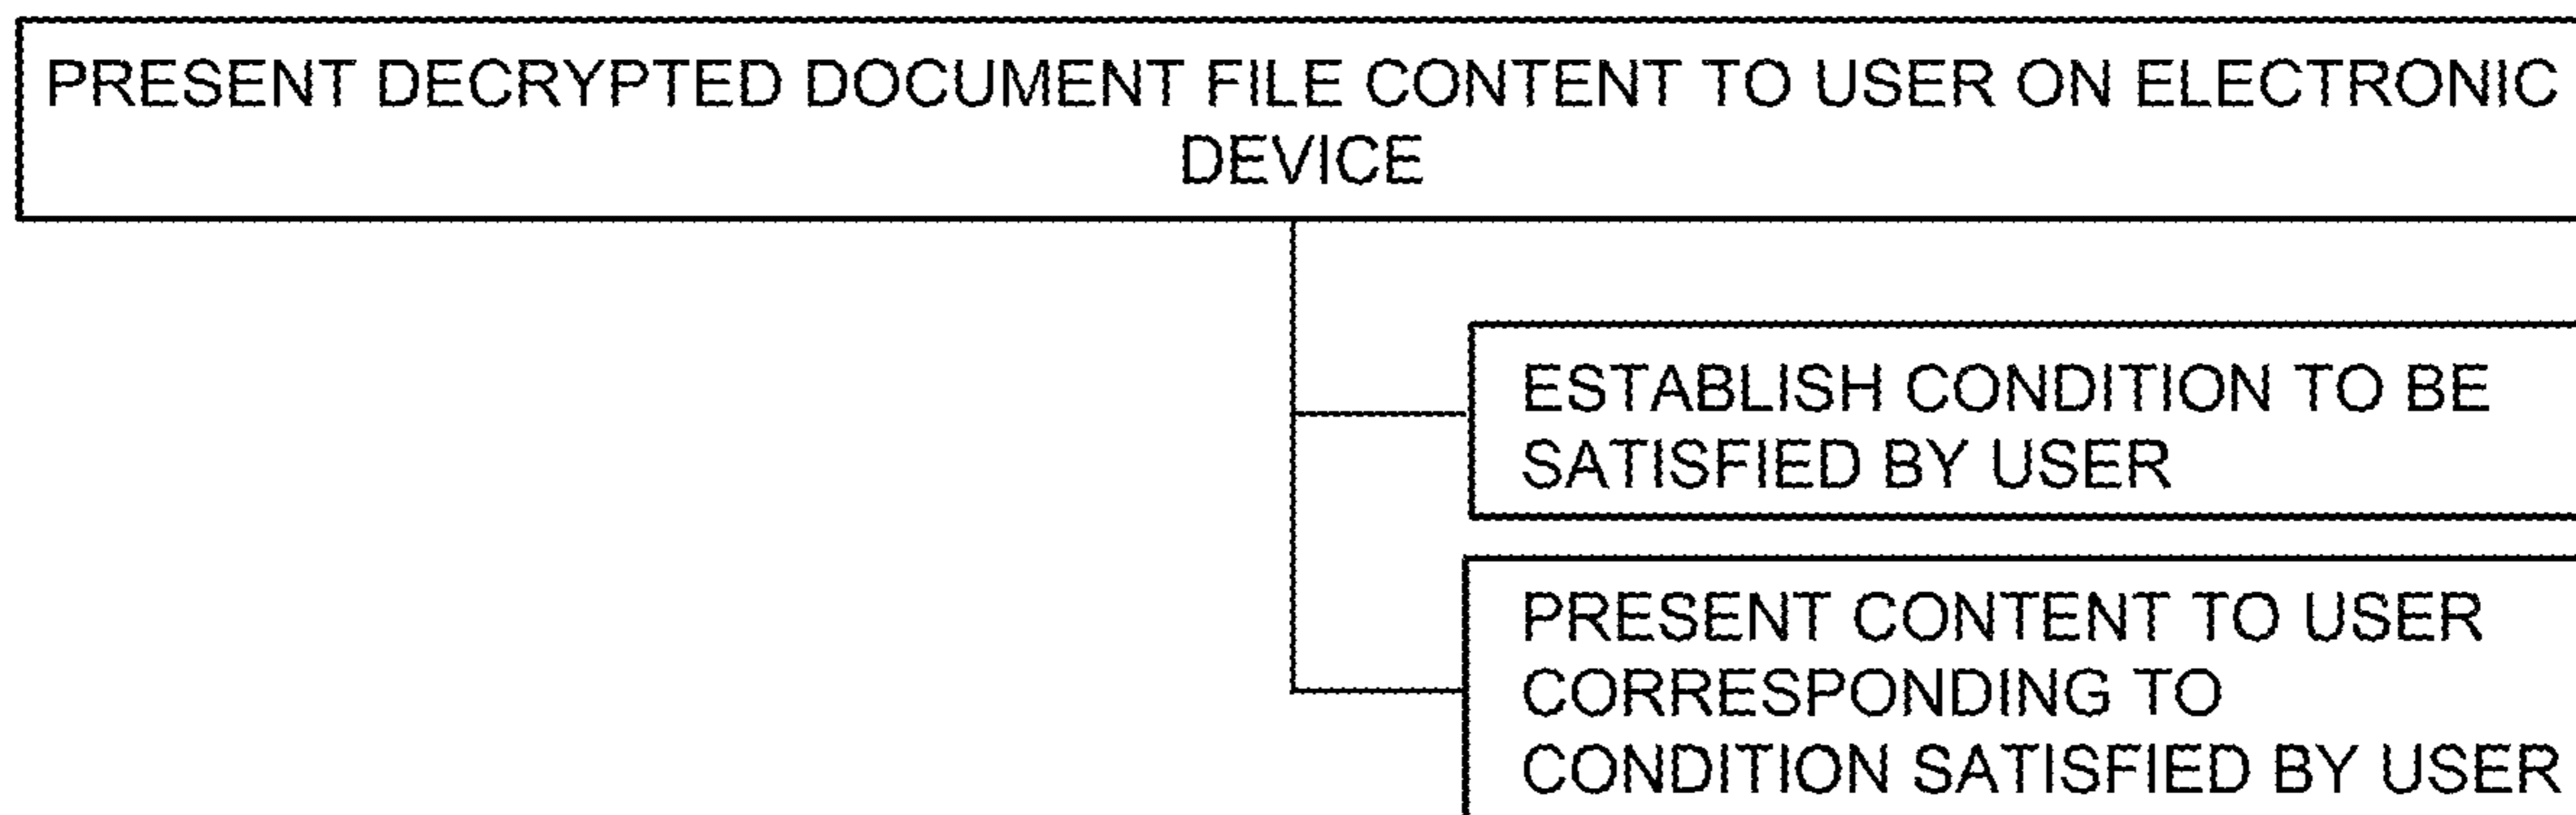 PRESENT DECRYPTED DOCUMENT FILE CONTENT TO USER ON ELECTRONIC
DEVICE
ESTABLISH CONDITION TO BE
SATISFIED BY USER
PRESENT CONTENT TO USER
CORRESPONDING TO
CONDITION SATISFIED BY USER